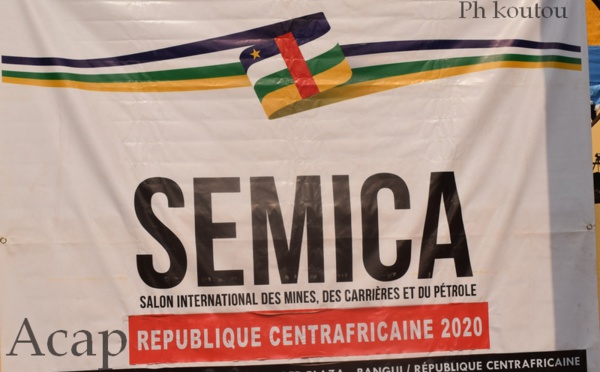 Ph koutou
SEMICA
SALON INTERNATIONAL DES MINES, DES CARRIÈRES ET DU PÉTROLE
Acap
REPUBLIQUE CENTRAFRICAINE 2020
PLAZA - BANGUI / RÉPUBLIQUE CENTRAFRICAINE